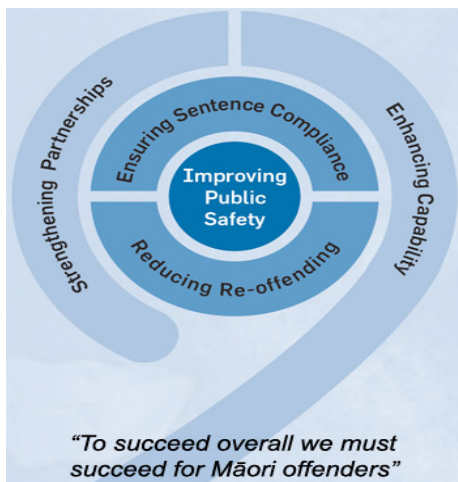 Strengthening Partnerships
Enhancing Capability
Ensuring Sentence Compliance
Improving
Public
Safety
Reducing Re-offending
“To succeed overall we must
succeed for Māori offenders”